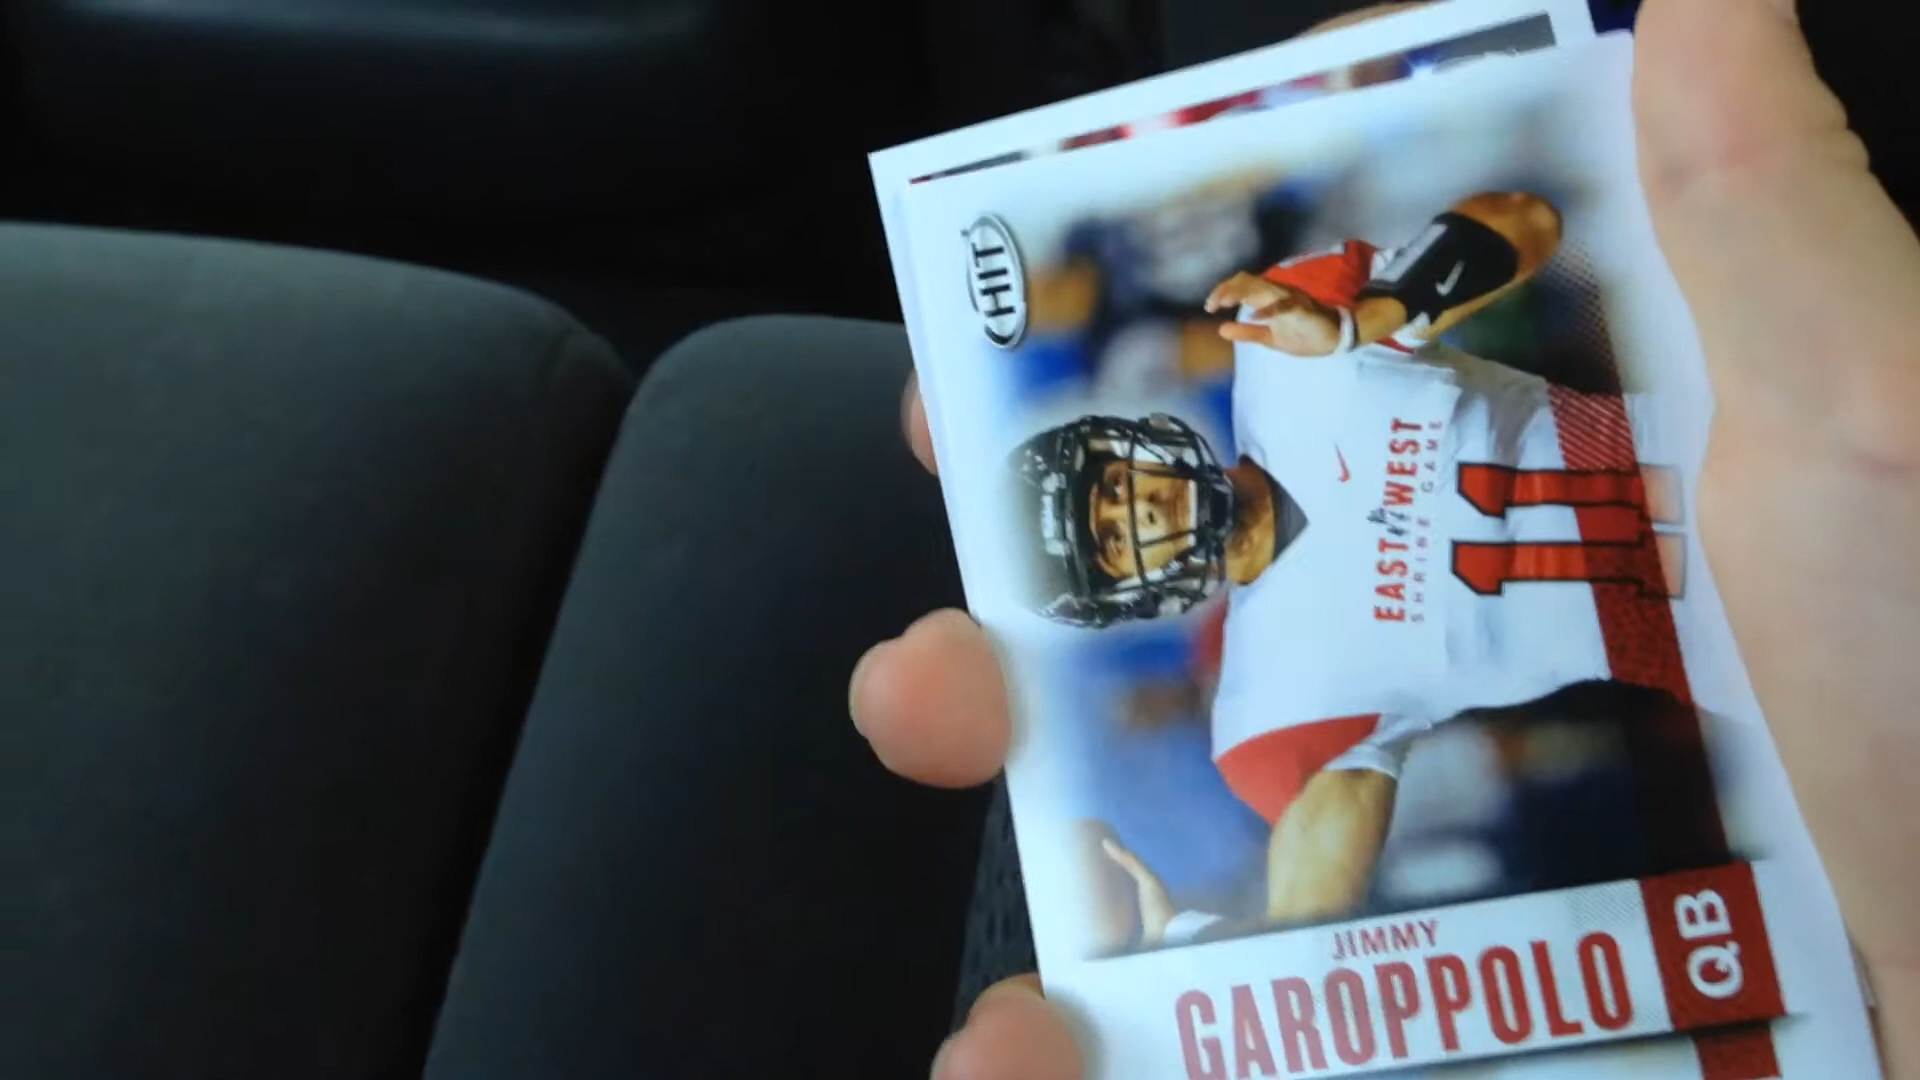 HIT
EAST WEST
SHRINE GAME
11
JIMMY
GAROPPOLO
QB